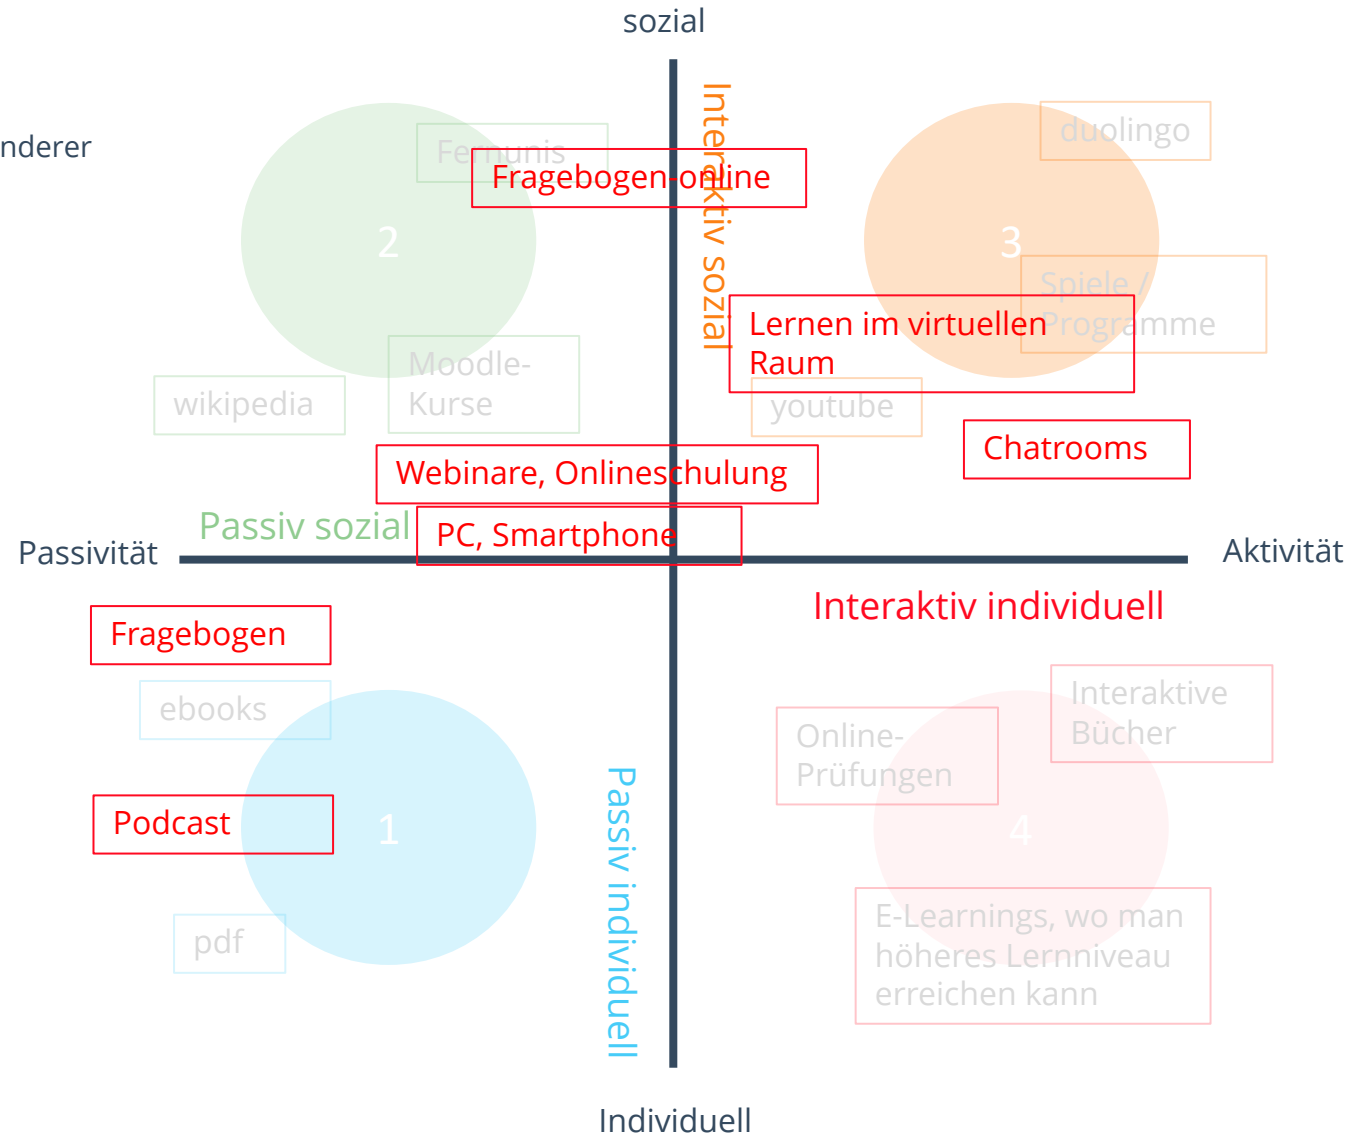 sozial
Interaktiv sozial
nderer
duolingo
Fernunis
Fragebogen-online
2
3
Spiele /
Programme
Lernen im virtuellen
Raum
Moodle-
Kurse
wikipedia
youtube
Chatrooms
Webinare, Onlineschulung
Passiv sozial
PC, Smartphone
Passivität
Aktivität
Interaktiv individuell
Fragebogen
ebooks
Interaktive
Bücher
Online-
Prüfungen
Podcast
1
4
Passiv individuell
pdf
E-Learnings, wo man
höheres Lernniveau
erreichen kann
Individuell